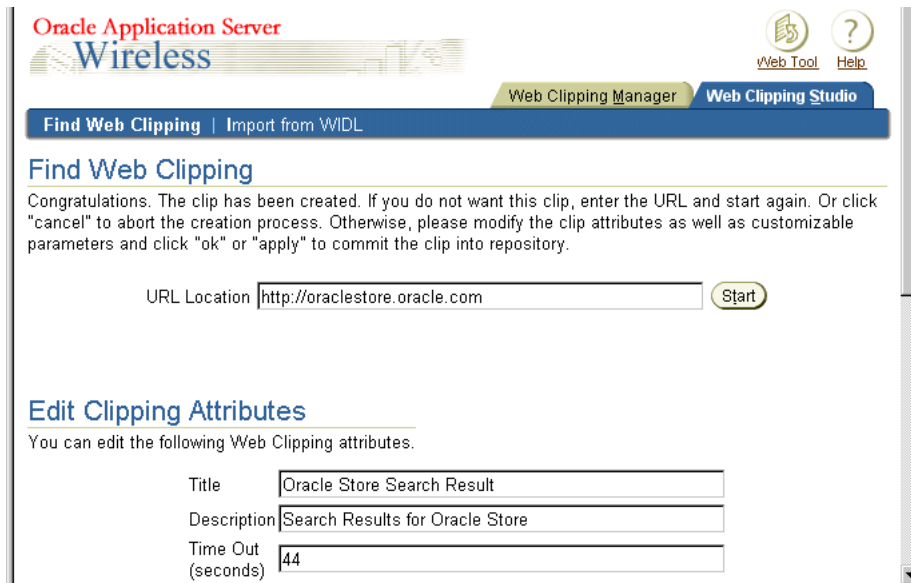 Oracle Application Server
Wireless
Web Tool
Help
Web Clipping Manager
Web Clipping Studio
Find Web Clipping | Import from WIDL
Find Web Clipping
Congratulations. The clip has been created. If you do not want this clip, enter the URL and start again. Or click
"cancel" to abort the creation process. Otherwise, please modify the clip attributes as well as customizable
parameters and click "ok" or "apply" to commit the clip into repository.
URL Location http://oraclestore.oracle.com Start
Edit Clipping Attributes
You can edit the following Web Clipping attributes.
Title Oracle Store Search Result
Description Search Results for Oracle Store
Time Out
(seconds) 44